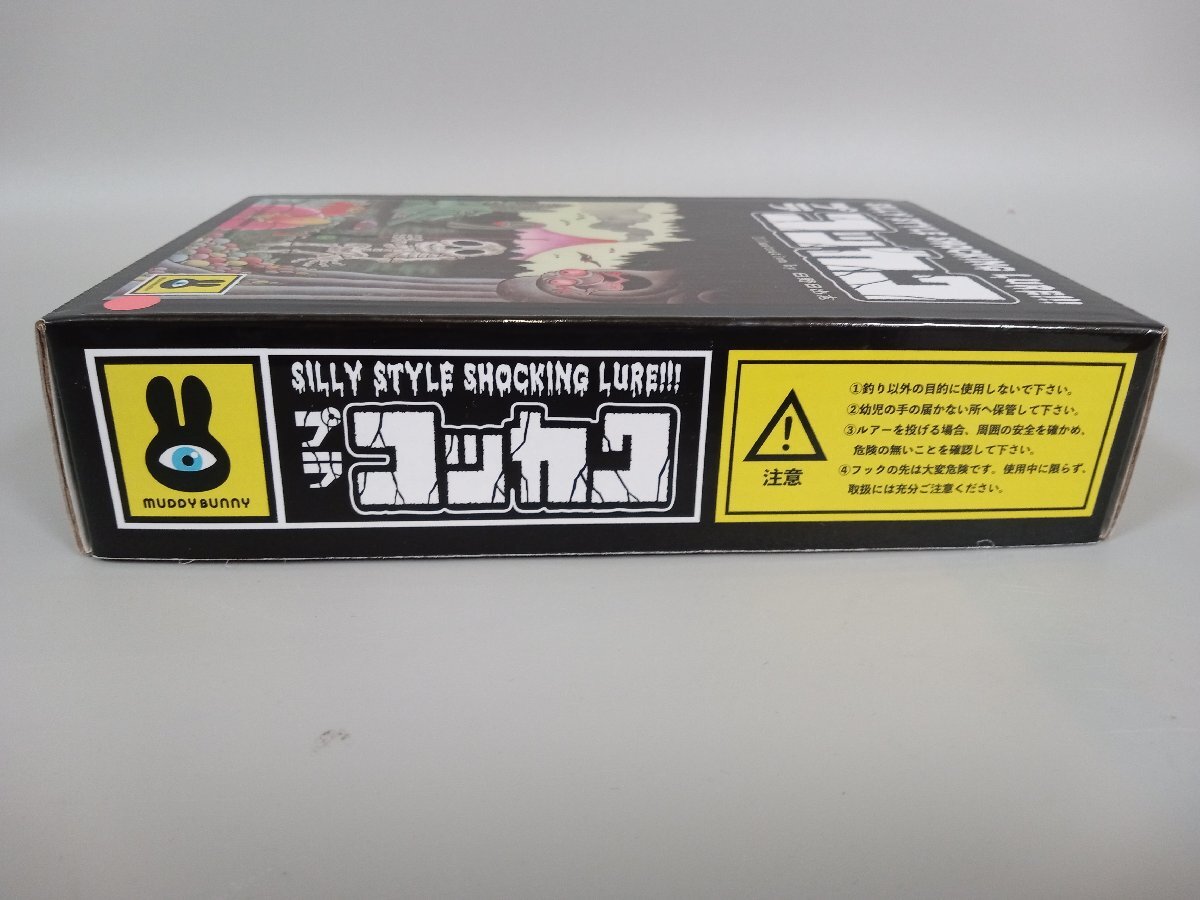 SILLY STYLE SHOCKING LURE!!!
MUDDY BUNNY
SILLY STYLE SHOCKING LURE!!!
コッカク
注意
①釣り以外の目的に使用しないで下さい。
②幼児の手の届かない所へ保管して下さい。
③ルアーを投げる場合、周囲の安全を確かめ、
危険の無いことを確認して下さい。
④フックの先は大変危険です。使用中に限らず、
取扱には充分ご注意ください。